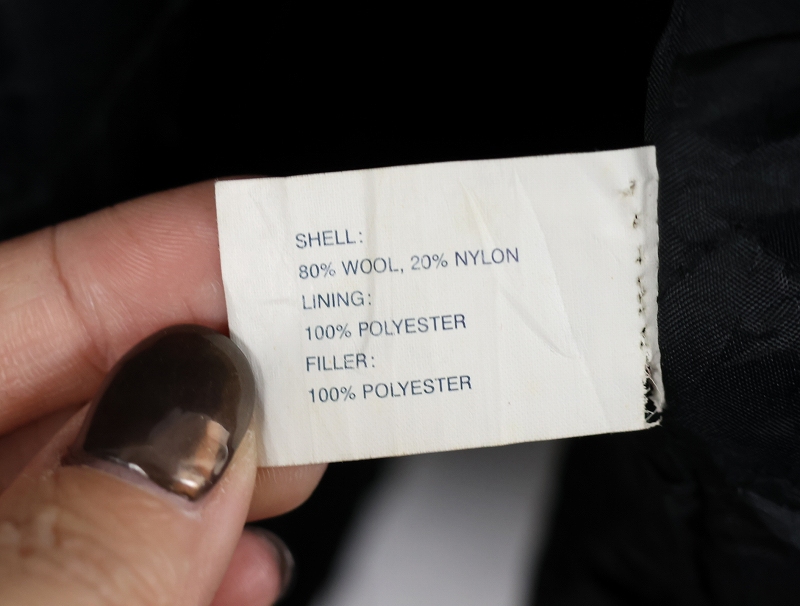 SHELL:
80% WOOL, 20% NYLON
LINING:
100% POLYESTER
FILLER:
100% POLYESTER